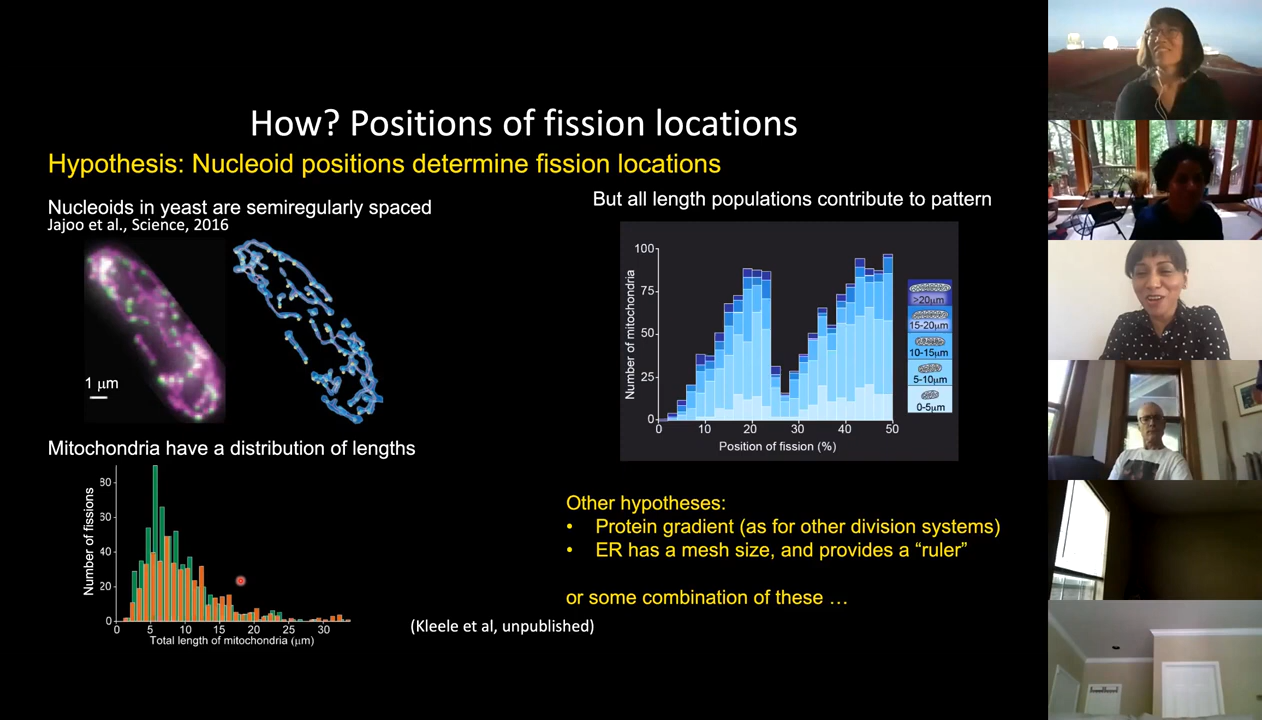 How? Positions of fission locations
Hypothesis: Nucleoid positions determine fission locations
Nucleoids in yeast are semiregularly spaced
Jajoo et al., Science, 2016
1 μm
Mitochondria have a distribution of lengths
Number of fissions
80
60
40
20
0
0 5 10 15 20 25 30
Total length of mitochondria (μm)
(Kleele et al, unpublished)
But all length populations contribute to pattern
Number of mitochondria
100
75
50
25
0
0 10 20 30 40 50
Position of fission (%)
>20μm
15-20μm
10-15μm
5-10μm
0-5μm
Other hypotheses:
• Protein gradient (as for other division systems)
• ER has a mesh size, and provides a “ruler”
or some combination of these …